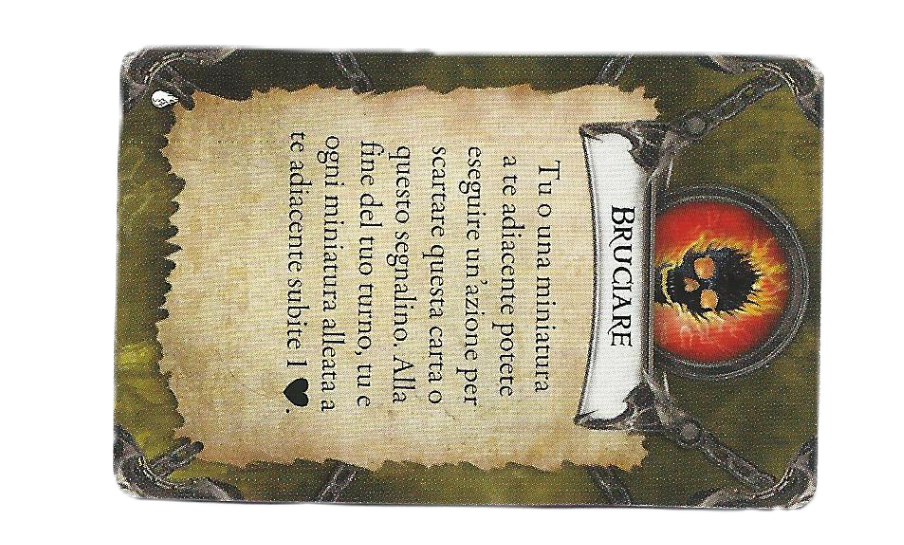 BRUCIARE
Tu o una miniatura
a te adiacente potete
eseguire un'azione per
scartare questa carta o
questo segnalino. Alla
fine del tuo turno, tu e
ogni miniatura alleata a
te adiacente subite 1 ♥.